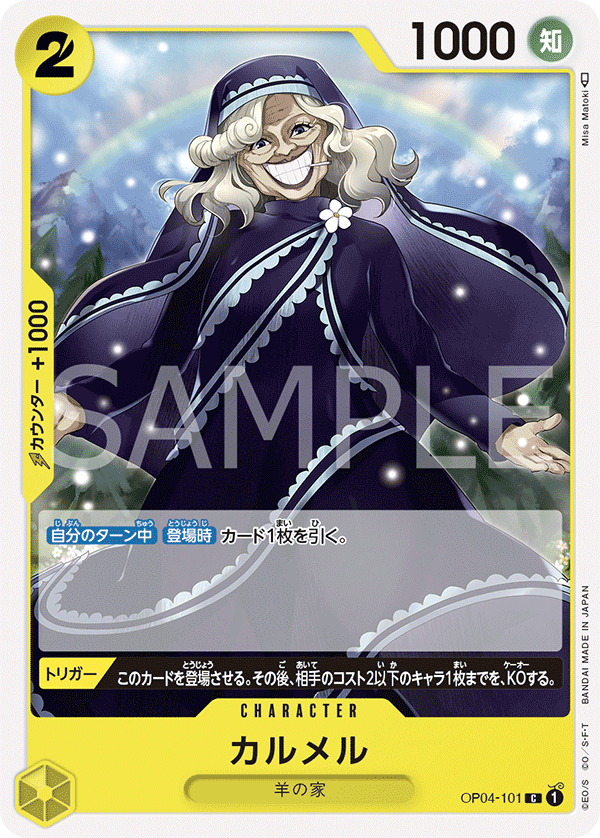 2
1000
知
Misa Matoki
カウンター +1000
SAMPLE
自分のターン中 登場時 カード1枚を引く。
トリガー このカードを登場させる。その後、相手のコスト2以下のキャラ1枚までを、KOする。
CHARACTER
カルメル
羊の家
OP04-101 C 1
©E.O/S ©O/S・F・T BANDAI MADE IN JAPAN